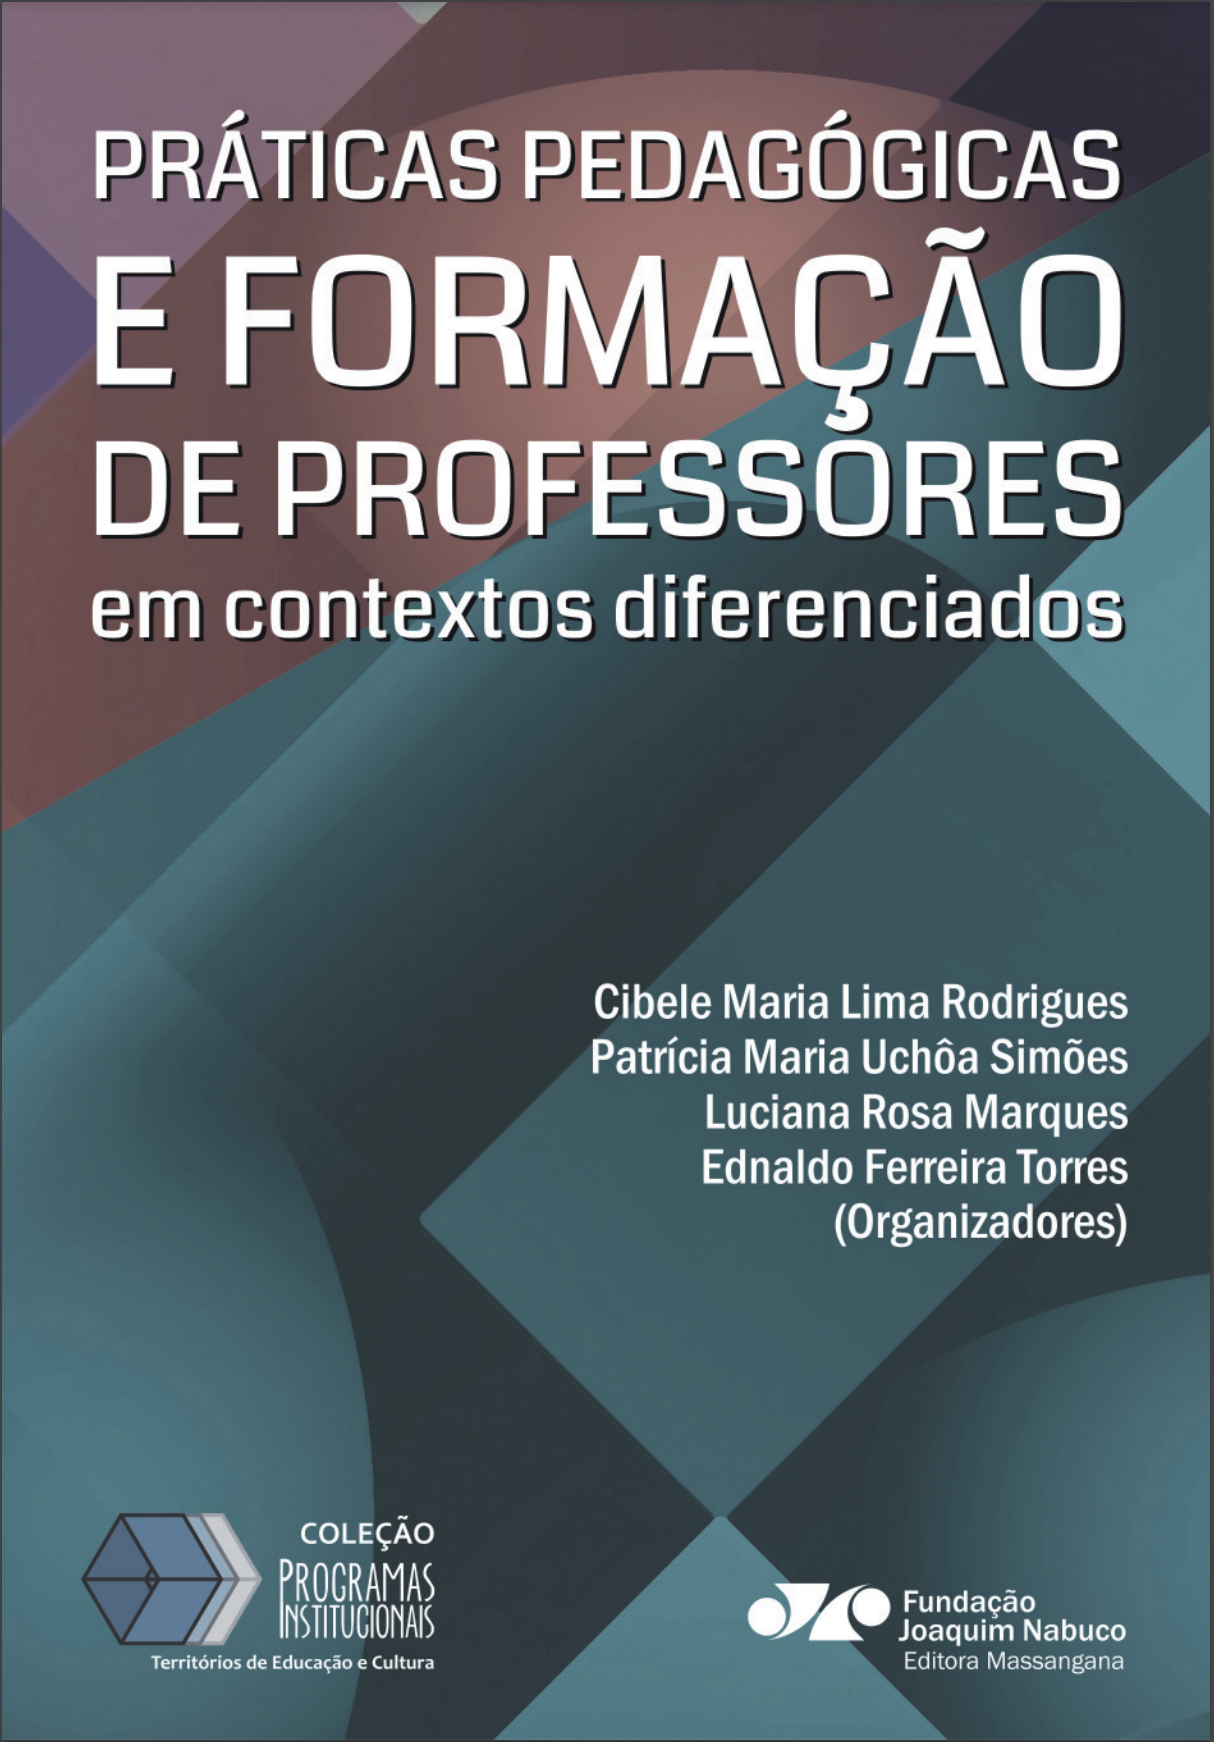 PRÁTICAS PEDAGÓGICAS
E FORMAÇÃO
DE PROFESSORES
em contextos diferenciados
Cibele Maria Lima Rodrigues
Patrícia Maria Uchôa Simões
Luciana Rosa Marques
Ednaldo Ferreira Torres
(Organizadores)
COLEÇÃO
PROGRAMAS
INSTITUCIONAIS
Territórios de Educação e Cultura
Fundação
Joaquim Nabuco
Editora Massangana